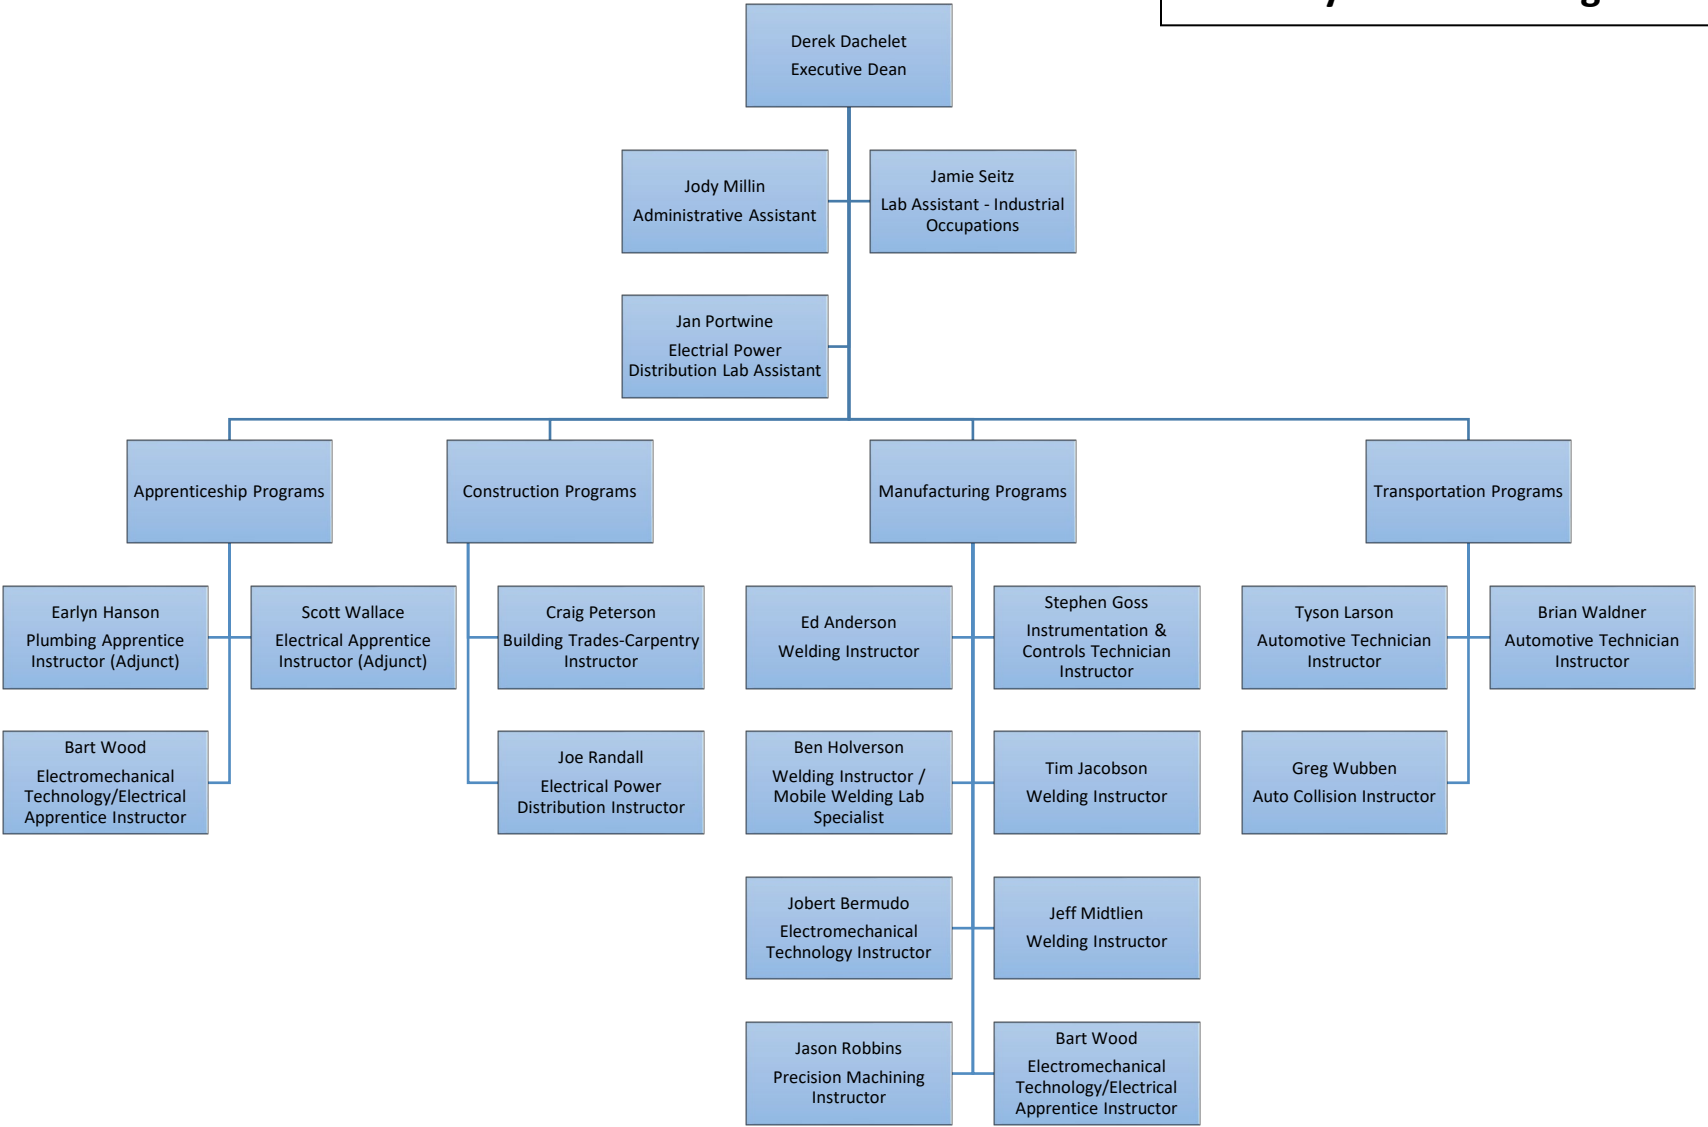 Derek Dachelet
Executive Dean
Jody Millin
Administrative Assistant
Jamie Seitz
Lab Assistant - Industrial
Occupations
Jan Portwine
Electrial Power
Distribution Lab Assistant
Apprenticeship Programs
Construction Programs
Manufacturing Programs
Transportation Programs
Earlyn Hanson
Plumbing Apprentice
Instructor (Adjunct)
Scott Wallace
Electrical Apprentice
Instructor (Adjunct)
Craig Peterson
Building Trades-Carpentry
Instructor
Ed Anderson
Welding Instructor
Stephen Goss
Instrumentation &
Controls Technician
Instructor
Tyson Larson
Automotive Technician
Instructor
Brian Waldner
Automotive Technician
Instructor
Bart Wood
Electromechanical
Technology/Electrical
Apprentice Instructor
Joe Randall
Electrical Power
Distribution Instructor
Ben Holverson
Welding Instructor /
Mobile Welding Lab
Specialist
Tim Jacobson
Welding Instructor
Greg Wubben
Auto Collision Instructor
Jobert Bermudo
Electromechanical
Technology Instructor
Jeff Midtlien
Welding Instructor
Jason Robbins
Precision Machining
Instructor
Bart Wood
Electromechanical
Technology/Electrical
Apprentice Instructor